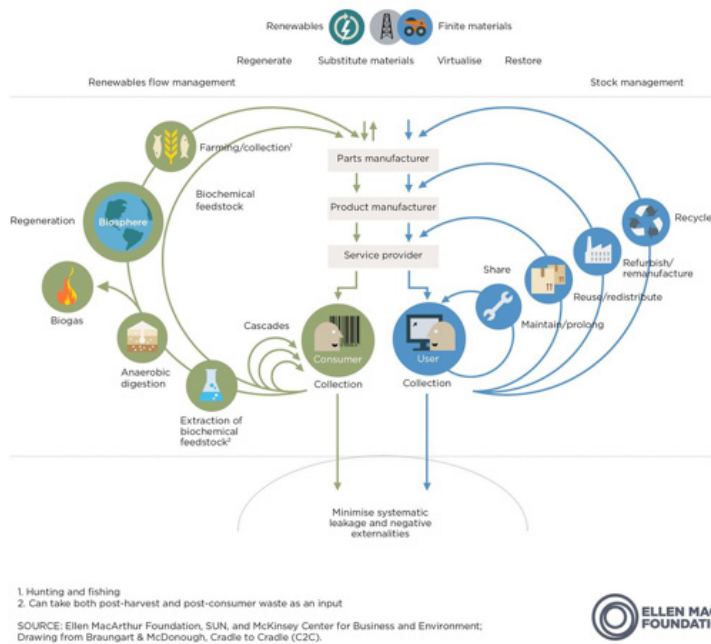 Renewables
Finite materials
Regenerate Substitute materials Virtualise Restore
Renewables flow management
Stock management
Farming/collection¹
Parts manufacturer
Biochemical
feedstock
Product manufacturer
Regeneration
Biosphere
Recycle
Service provider
Share
Refurbish/
remanufacture
Reuse/redistribute
Biogas
Cascades
Maintain/prolong
Consumer
User
Anaerobic
digestion
Collection
Collection
Extraction of
biochemical
feedstock²
Minimise systematic
leakage and negative
externalities
1. Hunting and fishing
2. Can take both post-harvest and post-consumer waste as an input
SOURCE: Ellen MacArthur Foundation, SUN, and McKinsey Center for Business and Environment;
Drawing from Braungart & McDonough, Cradle to Cradle (C2C).
ELLEN MAC
FOUNDATION